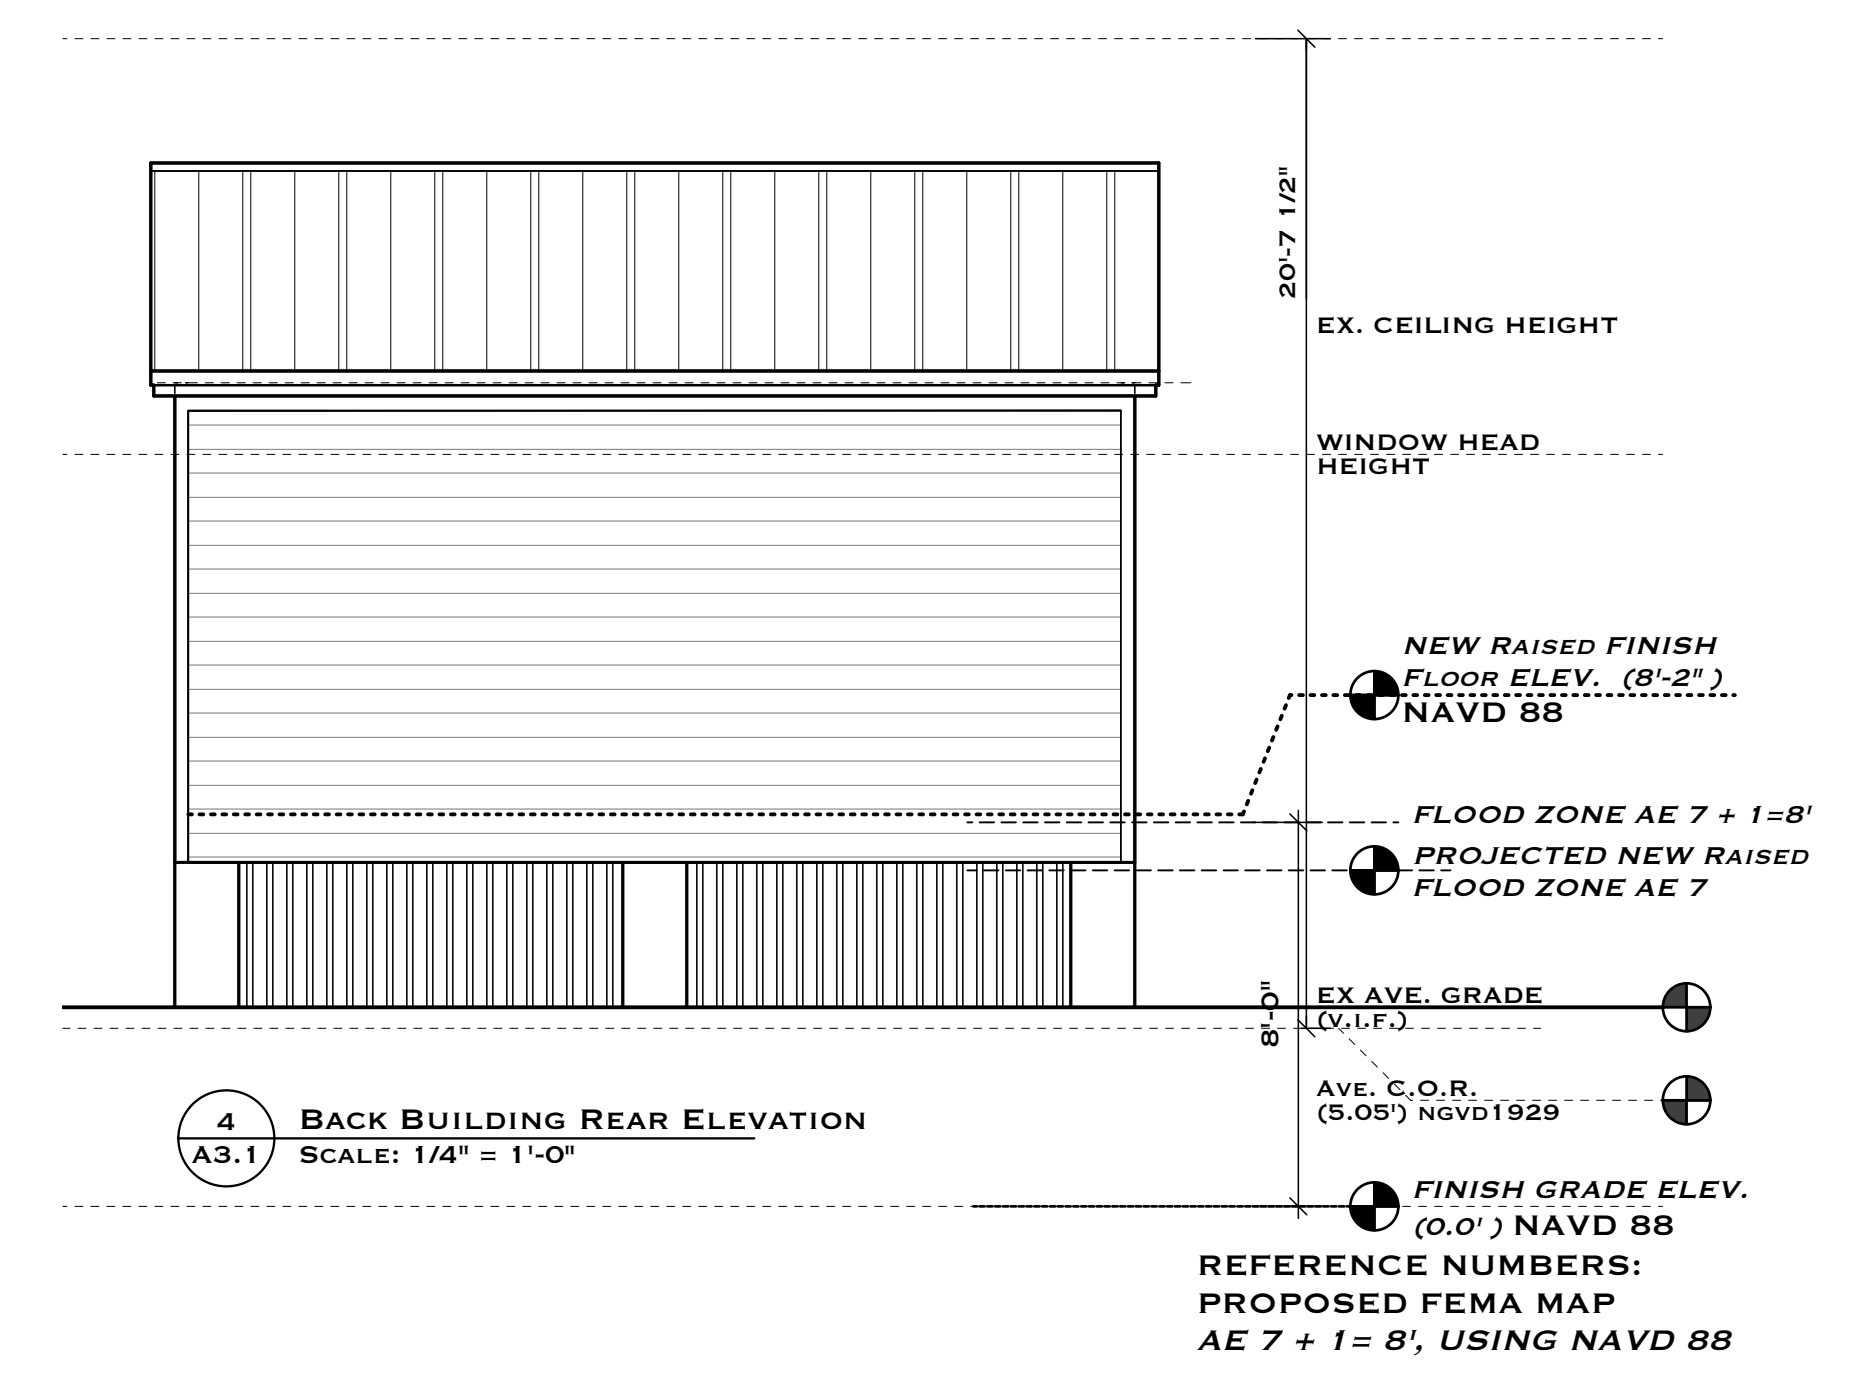 20'-7 1/2"
EX. CEILING HEIGHT
WINDOW HEAD
HEIGHT
NEW RAISED FINISH
FLOOR ELEV. (8'-2" )
NAVD 88
FLOOD ZONE AE 7 + 1=8'
PROJECTED NEW RAISED
FLOOD ZONE AE 7
8'-0"
EX AVE. GRADE
(V.I.F.)
AVE. C.O.R.
(5.05') NGVD1929
4
BACK BUILDING REAR ELEVATION
A3.1
SCALE: 1/4" = 1'-0"
FINISH GRADE ELEV.
(0.0' ) NAVD 88
REFERENCE NUMBERS:
PROPOSED FEMA MAP
AE 7 + 1= 8', USING NAVD 88